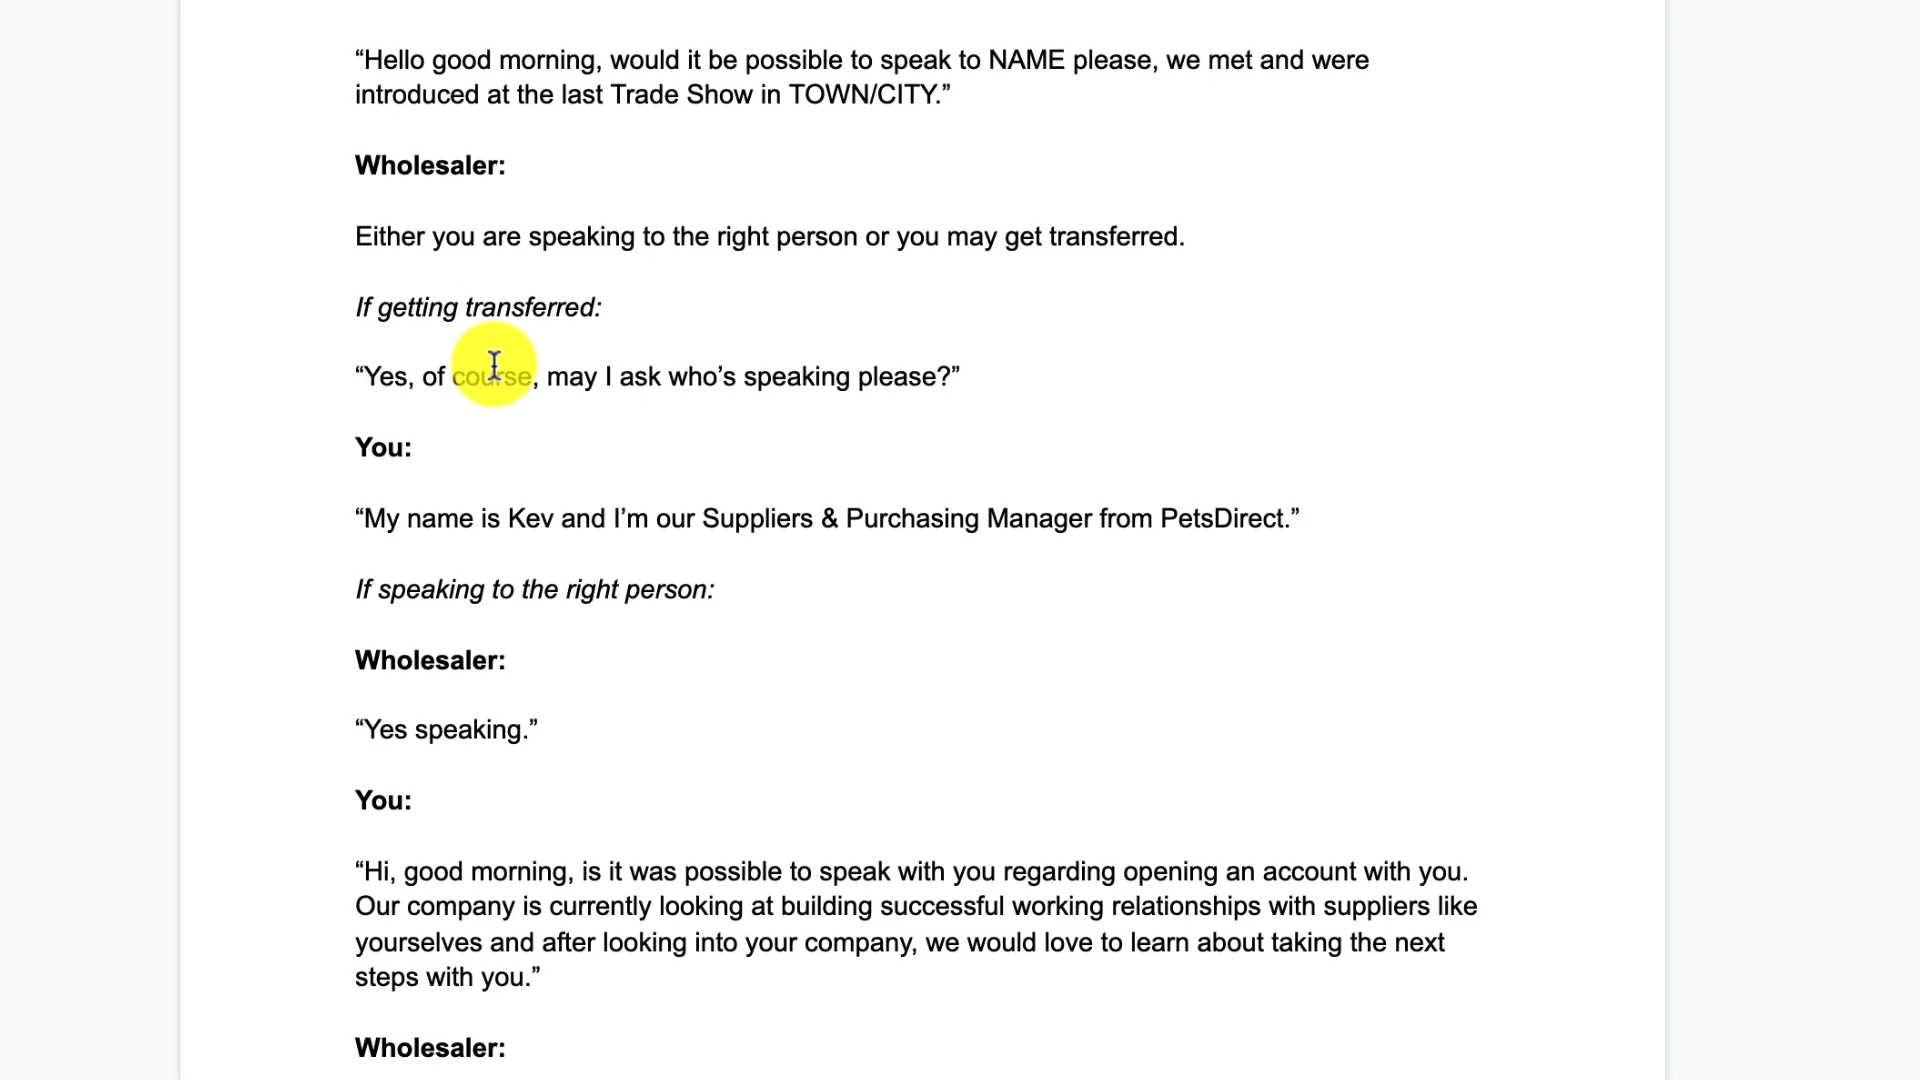 “Hello good morning, would it be possible to speak to NAME please, we met and were
introduced at the last Trade Show in TOWN/CITY.”
Wholesaler:
Either you are speaking to the right person or you may get transferred.
If getting transferred:
“Yes, of course, may I ask who’s speaking please?”
You:
“My name is Kev and I’m our Suppliers & Purchasing Manager from PetsDirect.”
If speaking to the right person:
Wholesaler:
“Yes speaking.”
You:
“Hi, good morning, is it was possible to speak with you regarding opening an account with you.
Our company is currently looking at building successful working relationships with suppliers like
yourselves and after looking into your company, we would love to learn about taking the next
steps with you.”
Wholesaler: